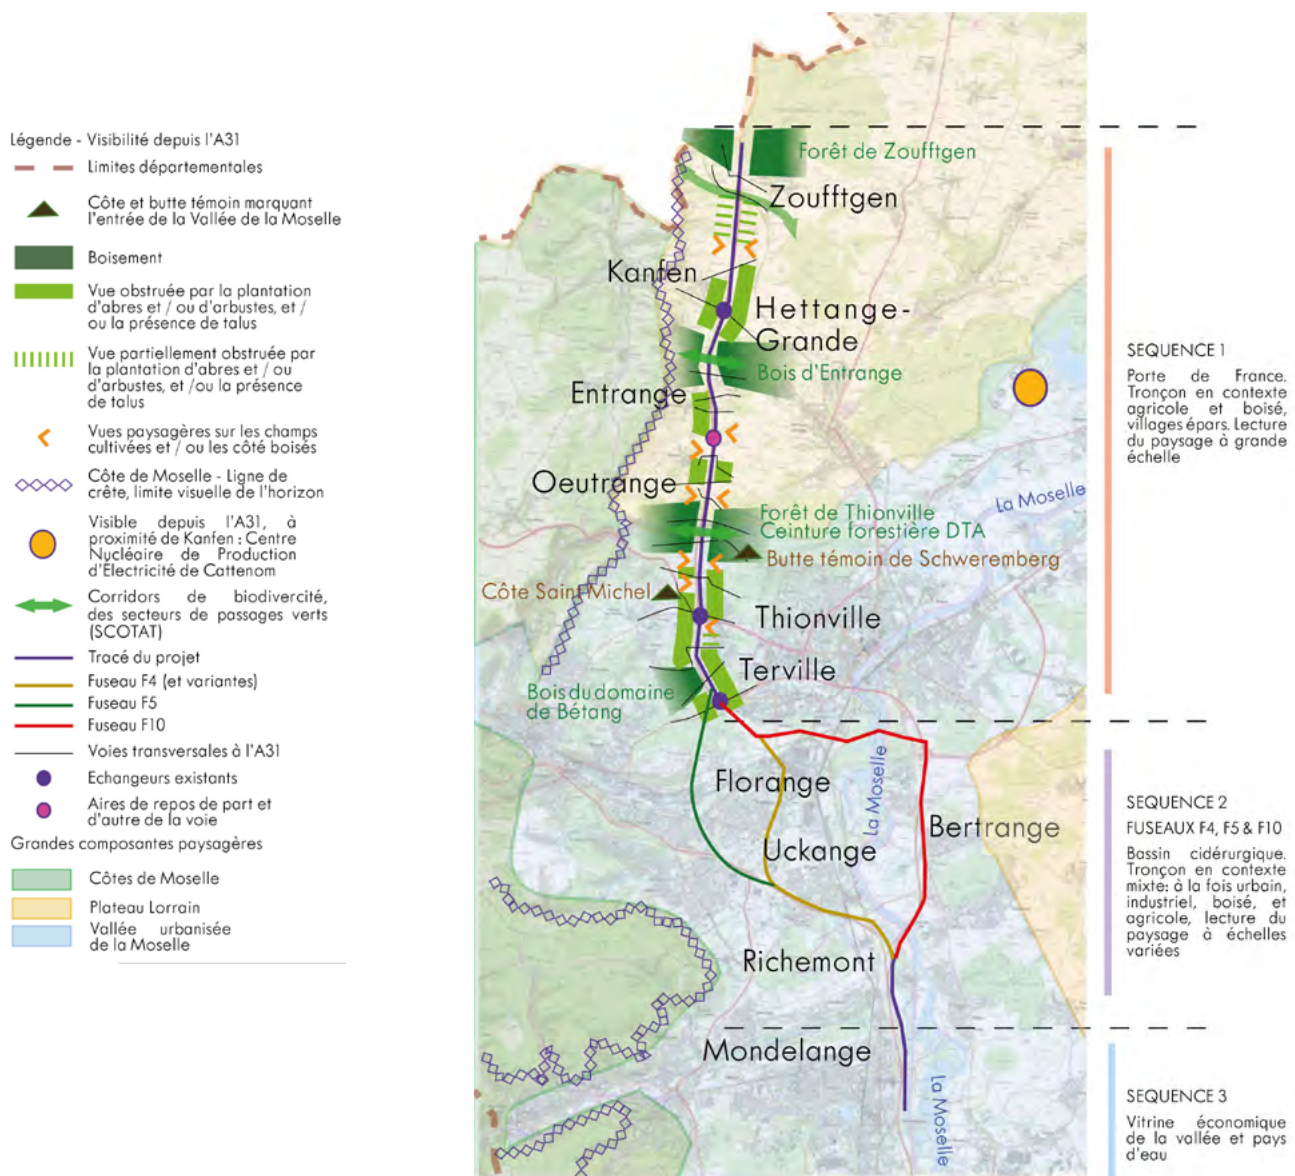 Légende - Visibilité depuis l'A31
Limites départementales
Côte et butte témoin marquant
l'entrée de la Vallée de la Moselle
Boisement
Vue obstruée par la plantation
d'abres et / ou d'arbustes, et /
ou la présence de talus
Vue partiellement obstruée par
la plantation d'abres et / ou
d'arbustes, et /ou la présence
de talus
Vues paysagères sur les champs
cultivées et / ou les côté boisés
Côte de Moselle - Ligne de
crête, limite visuelle de l'horizon
Visible depuis l'A31, à
proximité de Kanfen : Centre
Nucléaire de Production
d'Electricité de Cattenom
Corridors de biodivercité,
des secteurs de passages verts
(SCOTAT)
Tracé du projet
Fuseau F4 (et variantes)
Fuseau F5
Fuseau F10
Voies transversales à l'A31
Echangeurs existants
Aires de repos de part et
d'autre de la voie
Grandes composantes paysagères
Côtes de Moselle
Plateau Lorrain
Vallée urbanisée
de la Moselle
Forêt de Zoufftgen
Zoufftgen
Kanfen
Hettange-
Grande
Bois d'Entrange
Entrange
Oeutrange
La Moselle
Forêt de Thionville
Ceinture forestière DTA
Butte témoin de Schweremberg
Côte Saint Michel
Thionville
Terville
Bois du domaine
de Bétang
Florange
La Moselle
Bertrange
Uckange
Richemont
Mondelange
La Moselle
SEQUENCE 1
Porte de France.
Tronçon en contexte
agricole et boisé,
villages épars. Lecture
du paysage à grande
échelle
SEQUENCE 2
FUSEAUX F4, F5 & F10
Bassin cidérurgique.
Tronçon en contexte
mixte: à la fois urbain,
industriel, boisé, et
agricole, lecture du
paysage à échelles
variées
SEQUENCE 3
Vitrine économique
de la vallée et pays
d'eau